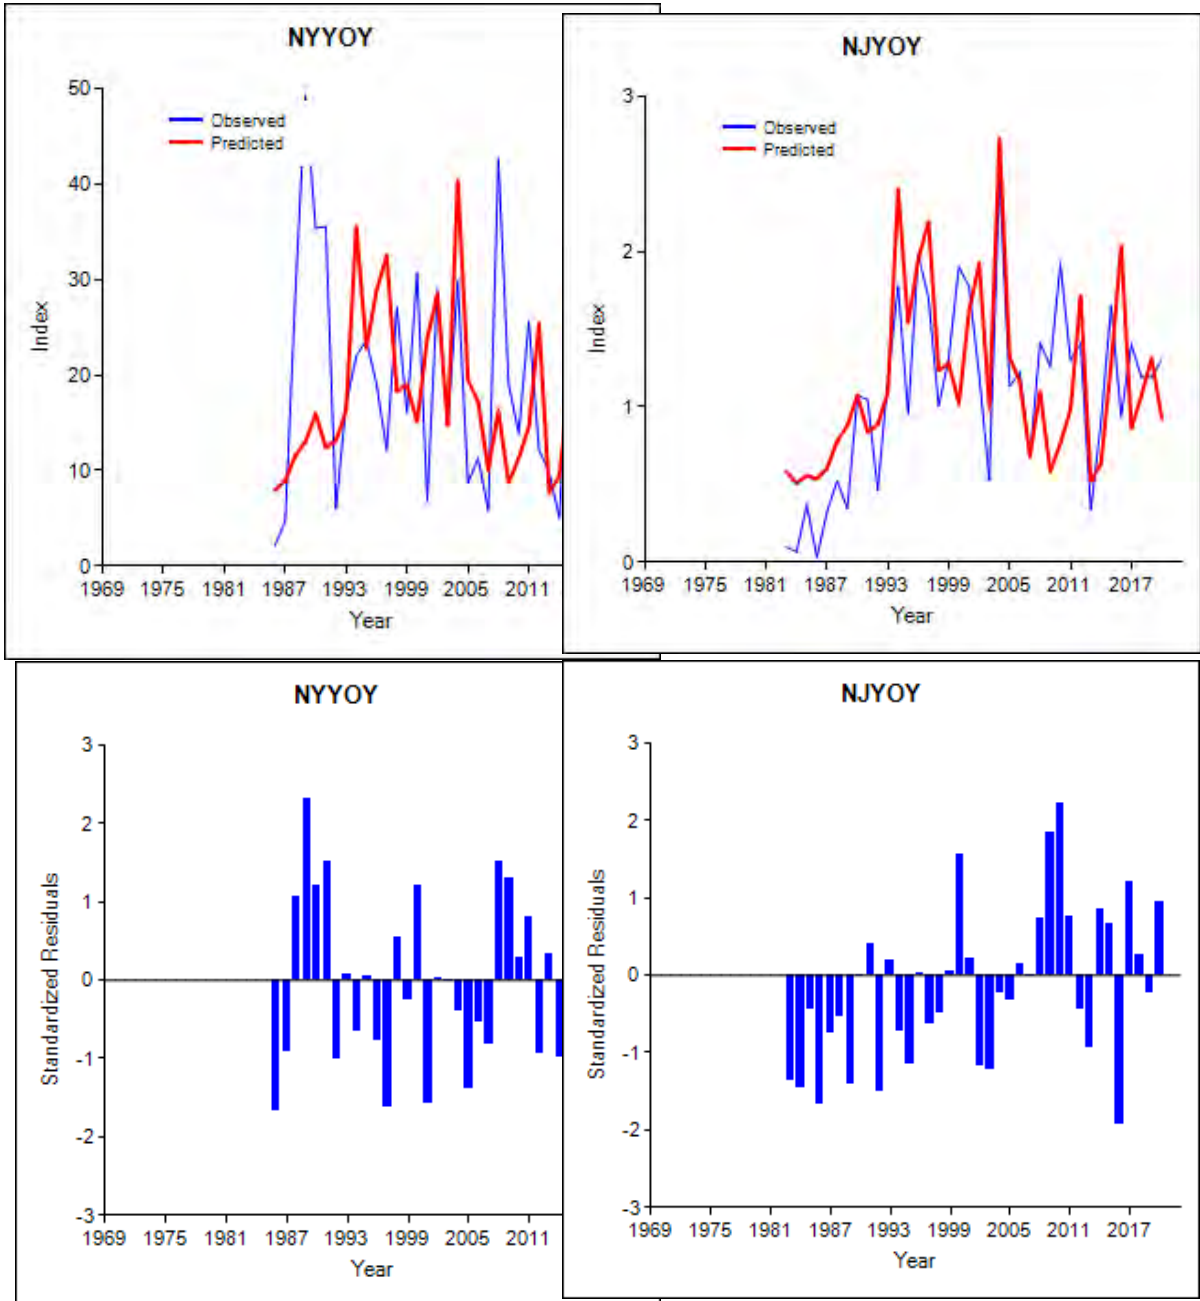 NYYOY
50
40
30
20
10
0
Index
Observed
Predicted
1969 1975 1981 1987 1993 1999 2005 2011
Year
NJYOY
3
2
1
0
Index
Observed
Predicted
1969 1975 1981 1987 1993 1999 2005 2011 2017
Year
NYYOY
3
2
1
0
-1
-2
-3
Standardized Residuals
1969 1975 1981 1987 1993 1999 2005 2011
Year
NJYOY
3
2
1
0
-1
-2
-3
Standardized Residuals
1969 1975 1981 1987 1993 1999 2005 2011 2017
Year